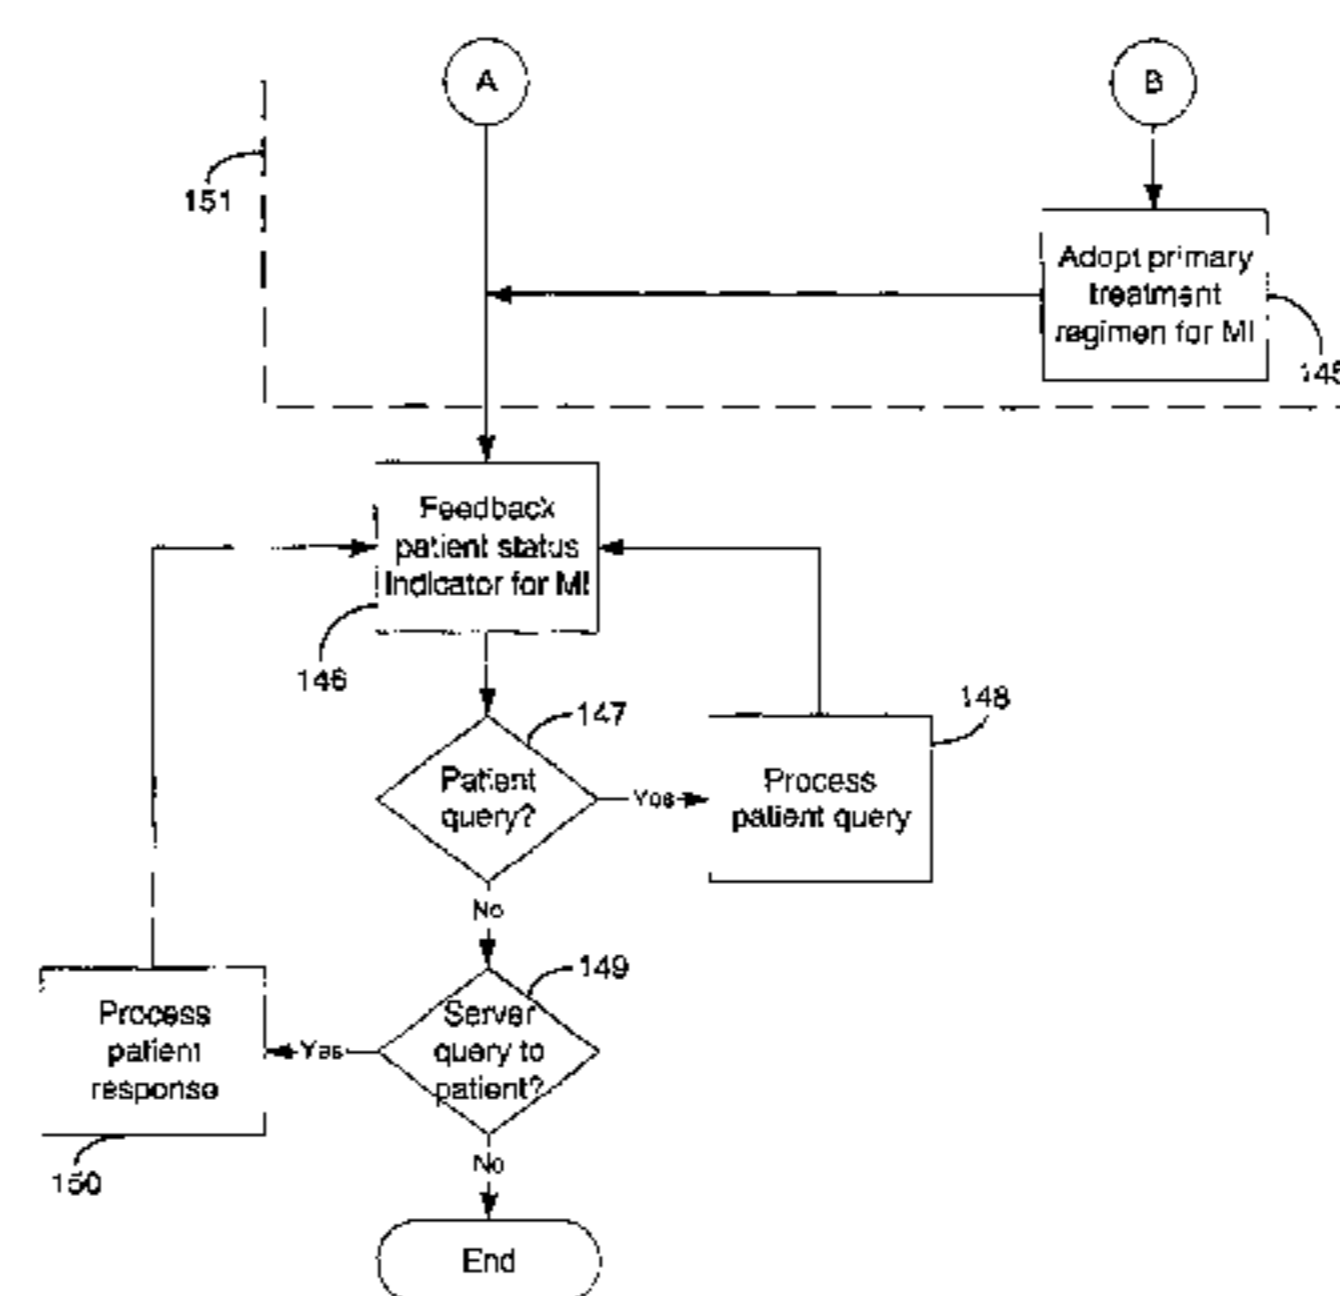 A
B
151
Adopt primary
treatment
regimen for MI
145
Feedback
patient status
Indicator for MI
146
147
148
Patient
query?
Yes
Process
patient query
No
149
Server
query to
patient?
Yes
Process
patient
response
150
No
End